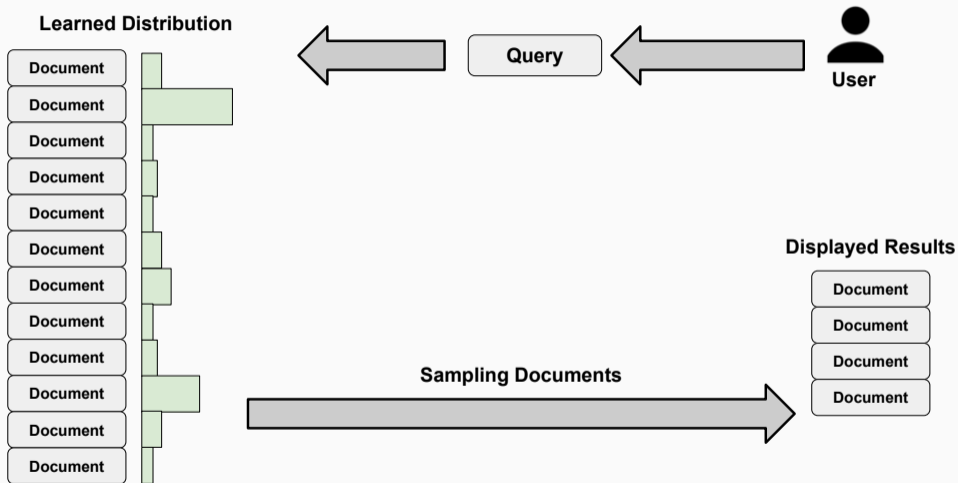 Learned Distribution
Query
User
Document
Document
Document
Document
Document
Document
Document
Document
Document
Document
Document
Document
Sampling Documents
Displayed Results
Document
Document
Document
Document